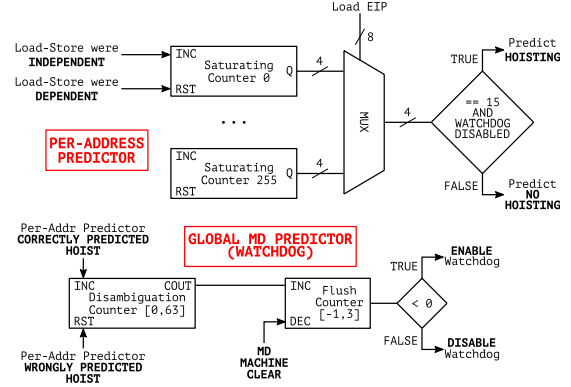 Load EIP
8
Load-Store were
INDEPENDENT
Load-Store were
DEPENDENT
INC
RST
Saturating
Counter 0
Q
4
...
INC
RST
Saturating
Counter 255
Q
4
MUX
4
== 15
AND
WATCHDOG
DISABLED
TRUE
Predict
HOISTING
FALSE
Predict
NO
HOISTING
PER-ADDRESS
PREDICTOR
GLOBAL MD PREDICTOR
(WATCHDOG)
Per-Addr Predictor
CORRECTLY PREDICTED
HOIST
INC
COUT
Disambiguation
Counter [0,63]
RST
Per-Addr Predictor
WRONGLY PREDICTED
HOIST
INC
Flush
Counter
[-1,3]
DEC
MD
MACHINE
CLEAR
< 0
TRUE
ENABLE
Watchdog
FALSE
DISABLE
Watchdog